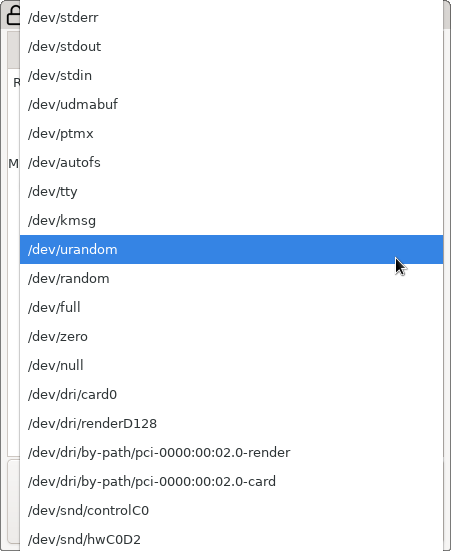 /dev/stderr
/dev/stdout
/dev/stdin
R
/dev/udmabuf
/dev/ptmx
/dev/autofs
M
/dev/tty
/dev/kmsg
/dev/urandom
/dev/random
/dev/full
/dev/zero
/dev/null
/dev/dri/card0
/dev/dri/renderD128
/dev/dri/by-path/pci-0000:00:02.0-render
/dev/dri/by-path/pci-0000:00:02.0-card
/dev/snd/controlC0
/dev/snd/hwC0D2